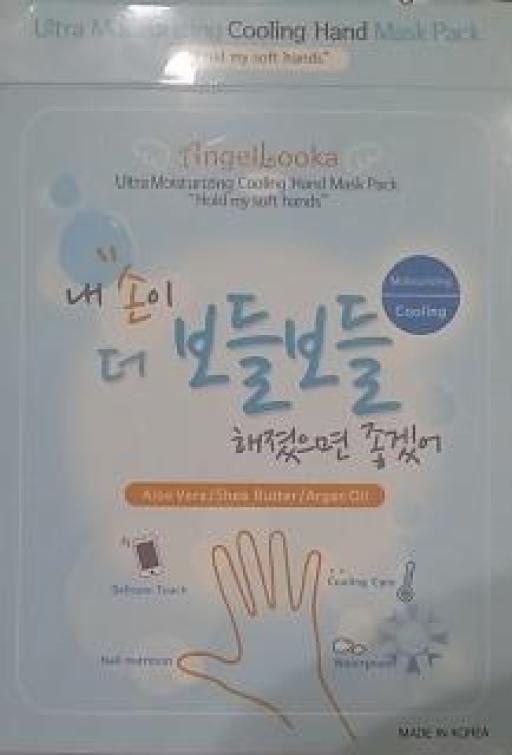 Ultra Moisturizing Cooling Hand Mask Pack
"Hold my soft hands"
Angellooka
Ultra Moisturizing Cooling Hand Mask Pack
"Hold my soft hands"
내 손이
더 보들보들
해졌으면 좋겠어
Moisturizing
Cooling
Aloe Vera/Shea Butter/Argan Oil
Touch
Cooling Care
Nail nutrition
Waterproof
MADE IN KOREA